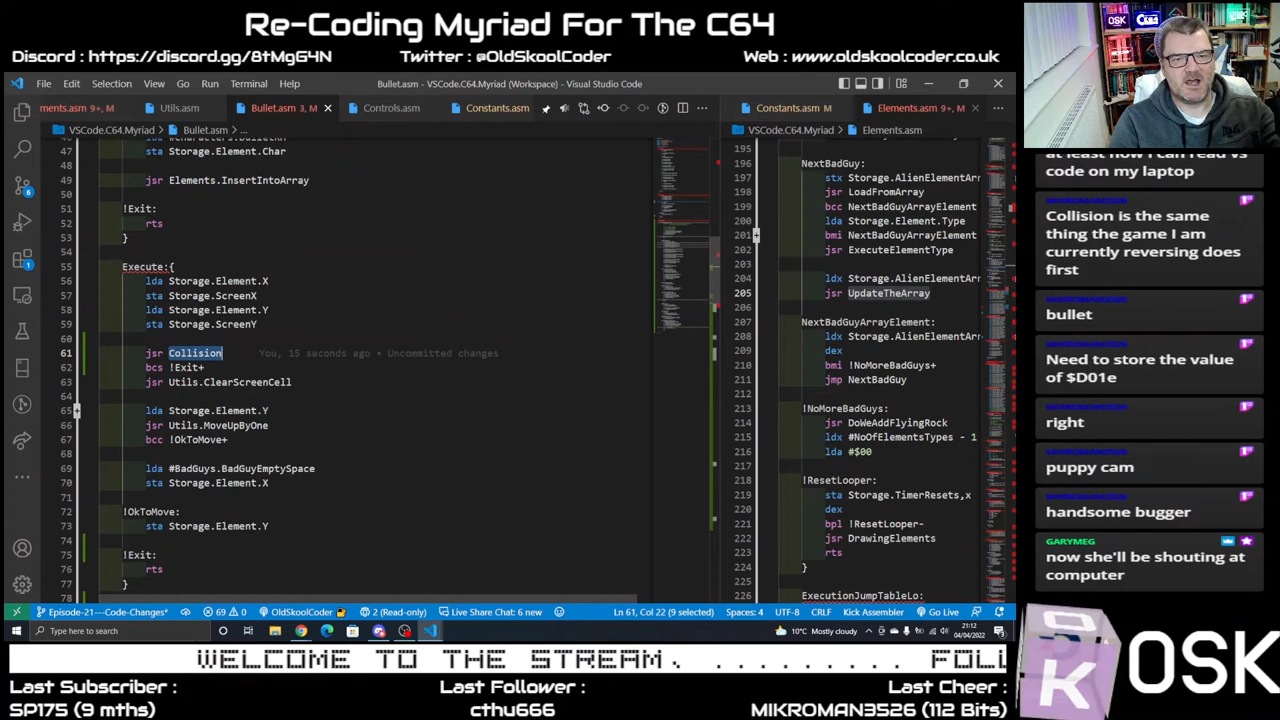 Re-Coding Myriad For The C64
Discord : https://discord.gg/8tMgG4N
Twitter : @OldSkoolCoder
Web : www.oldskoolcoder.co.uk
File Edit Selection View Go Run Terminal Help
Bullet.asm - VSCode.C64.Myriad (Workspace) - Visual Studio Code
ments.asm 9+, M
Utils.asm
Bullet.asm 3, M
Controls.asm
Constants.asm
VSCode.C64.Myriad > Bullet.asm > ...
47
48 sta Storage.Element.Char
49 jsr Elements.InsertIntoArray
51 !Exit:
52 rts
53 }
55 Execute:{
56 lda Storage.Element.X
57 sta Storage.ScreenX
58 lda Storage.Element.Y
59 sta Storage.ScreenY
60
61 jsr Collision You, 15 seconds ago • Uncommitted changes
62 bcs !Exit+
63 jsr Utils.ClearScreenCell
64
65 lda Storage.Element.Y
66 jsr Utils.MoveUpByOne
67 bcc !OkToMove+
69 lda #BadGuys.BadGuyEmptySpace
70 sta Storage.Element.X
72 !OkToMove:
73 sta Storage.Element.Y
74
75 !Exit:
76 rts
77 }
78
Constants.asm M
Elements.asm 9+, M
VSCode.C64.Myriad > Elements.asm
195
196 NextBadGuy:
197 stx Storage.AlienElementArr
198 jsr LoadFromArray
199 bcc NextBadGuyArrayElement
200 lda Storage.Element.Type
201 bmi NextBadGuyArrayElement
202 jsr ExecuteElementType
203
204 ldx Storage.AlienElementArr
205 jsr UpdateTheArray
206
207 NextBadGuyArrayElement:
208 ldx Storage.AlienElementArr
209 dex
210 bmi !NoMoreBadGuys+
211 jmp NextBadGuy
212
213 !NoMoreBadGuys:
214 jsr DoWeAddFlyingRock
215 ldx #NoOfElementsTypes - 1
216 lda #$00
217
218 !ResetLooper:
219 sta Storage.TimerResets,x
220 dex
221 bpl !ResetLooper-
222 jsr DrawingElements
223 rts
224 }
225
226 ExecutionJumpTableLo:
Episode-21----Code-Changes* 69 0 OldSkoolCoder 2 (Read-only) Live Share Chat: 6 new
Ln 61, Col 22 (9 selected) Spaces: 4 UTF-8 CRLF Kick Assembler Go Live
Type here to search
10°C Mostly cloudy
21:12
04/04/2022
at least now I can read vs
code on my laptop
Collision is the same
thing the game I am
currently reversing does
first
bullet
Need to store the value
of $D01e
right
puppy cam
handsome bugger
GARYMEG
now she'll be shouting at
computer
WELCOME TO THE STREAM. ........ FOLL
OSK
Last Subscriber :
SP175 (9 mths)
Last Follower :
cthu666
Last Cheer :
MIKROMAN3526 (112 Bits)